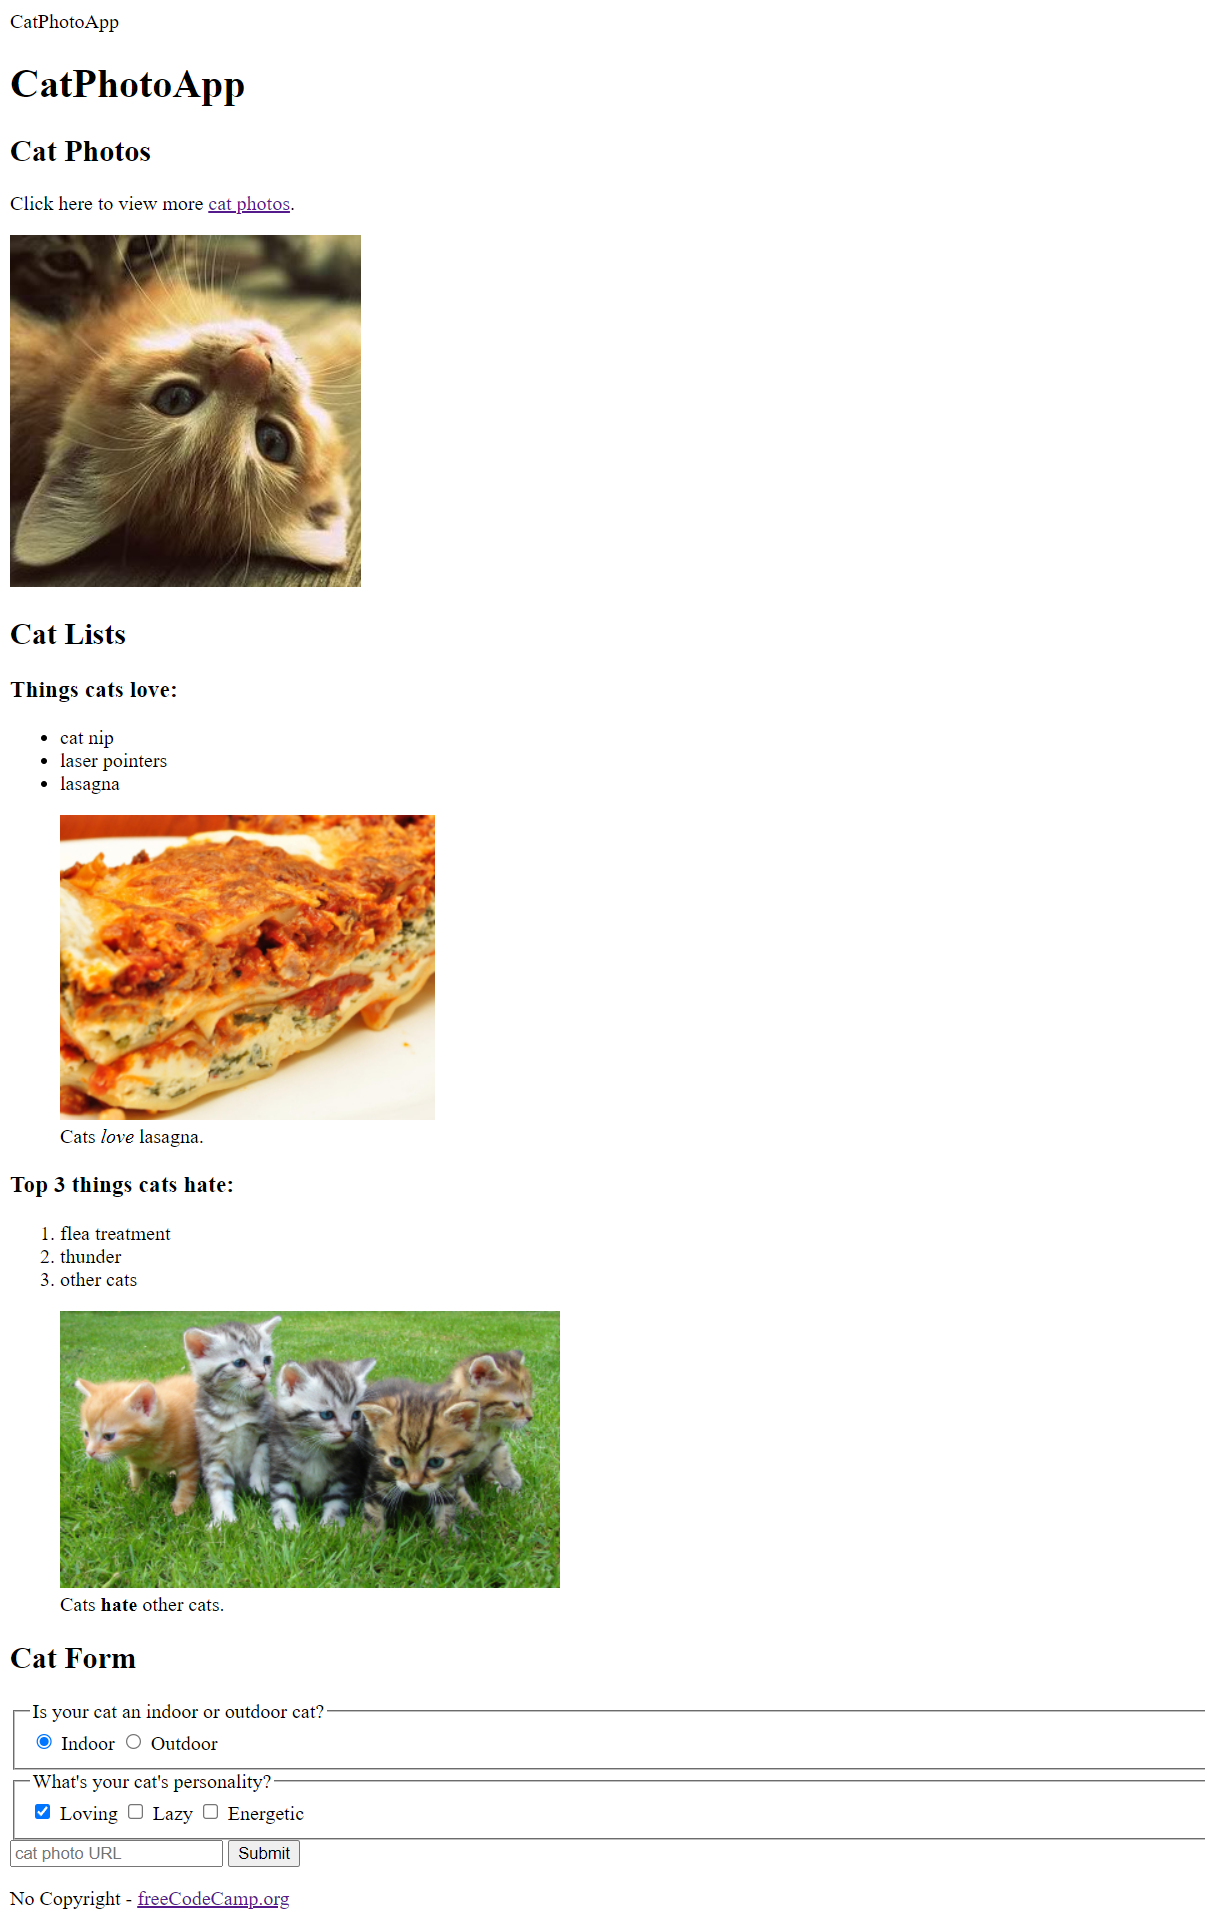 CatPhotoApp
CatPhotoApp
Cat Photos
Click here to view more cat photos.
Cat Lists
Things cats love:
• cat nip
• laser pointers
• lasagna
Cats love lasagna.
Top 3 things cats hate:
1. flea treatment
2. thunder
3. other cats
Cats hate other cats.
Cat Form
Is your cat an indoor or outdoor cat?
Indoor Outdoor
What's your cat's personality?
Loving Lazy Energetic
cat photo URL Submit
No Copyright - freeCodeCamp.org